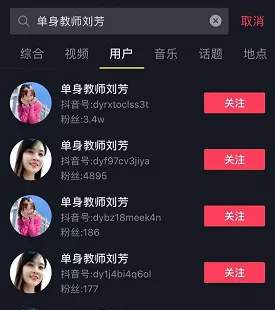 单身教师刘芳
取消
综合 视频 用户 音乐 话题 地点
单身教师刘芳
抖音号:dyrxtoclss3t
粉丝:3.4w
关注
单身教师刘芳
抖音号:dyf97cv3jiya
粉丝:4895
关注
单身教师刘芳
抖音号:dybz18meek4n
粉丝:186
关注
单身教师刘芳
抖音号:dy1j4bi4q6ol
粉丝:177
关注